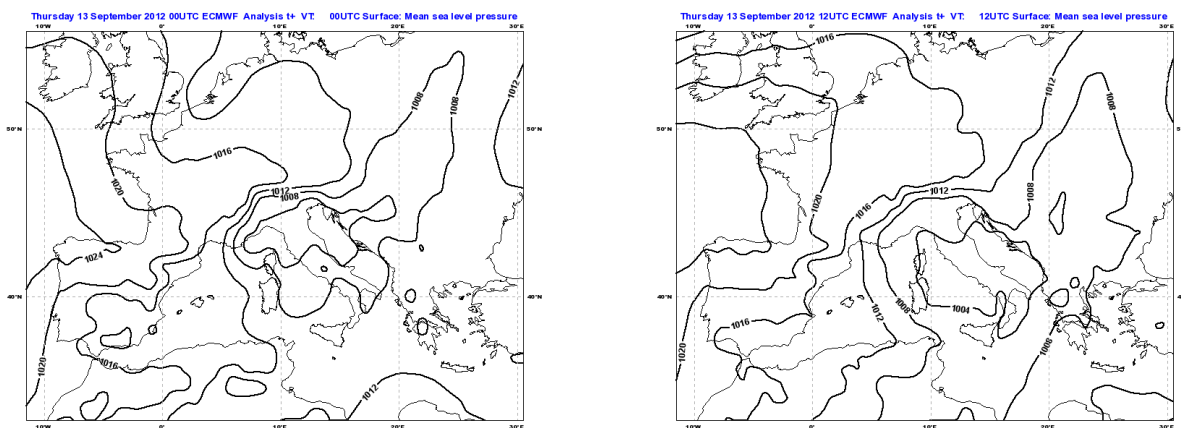 Thursday 13 September 2012 00UTC ECMWF Analysis t+ VT: 00UTC Surface: Mean sea level pressure
10°W 0° 10°E 20°E 30°E
1012
1008
1008
50°N
1016
1020
1012
1008
1024
40°N
1020
1016
1012
10°W 0° 10°E 20°E 30°E
Thursday 13 September 2012 12UTC ECMWF Analysis t+ VT: 12UTC Surface: Mean sea level pressure
10°W 0° 10°E 20°E 30°E
1016
1012
1008
50°N
5
1020
1016
1012
1008
40°N
4
1008
1004
1012
1016
1020
1008
10°W 0° 10°E 20°E 30°E